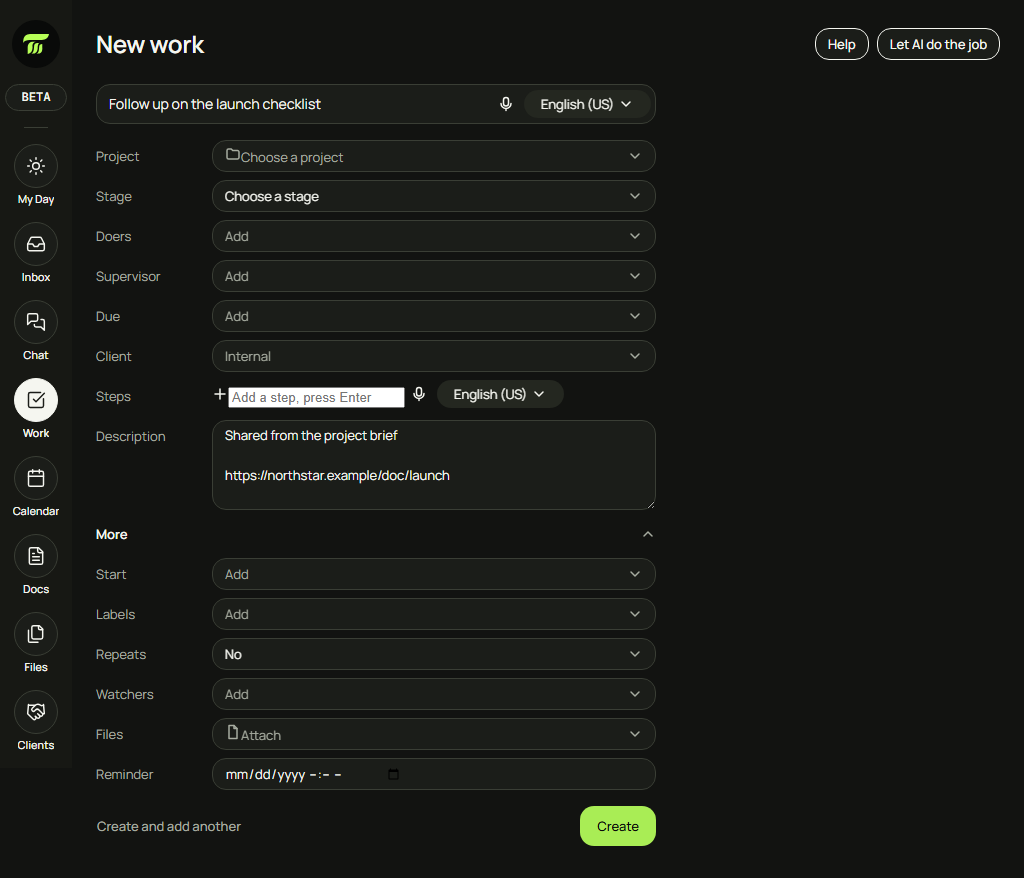 New work
Help
Let AI do the job
BETA
Follow up on the launch checklist
English (US)
My Day
Inbox
Chat
Work
Calendar
Docs
Files
Clients
Project
Choose a project
Stage
Choose a stage
Doers
Add
Supervisor
Add
Due
Add
Client
Internal
Steps
Add a step, press Enter
English (US)
Description
Shared from the project brief
https://northstar.example/doc/launch
More
Start
Add
Labels
Add
Repeats
No
Watchers
Add
Files
Attach
Reminder
mm/dd/yyyy --:-- --
Create and add another
Create